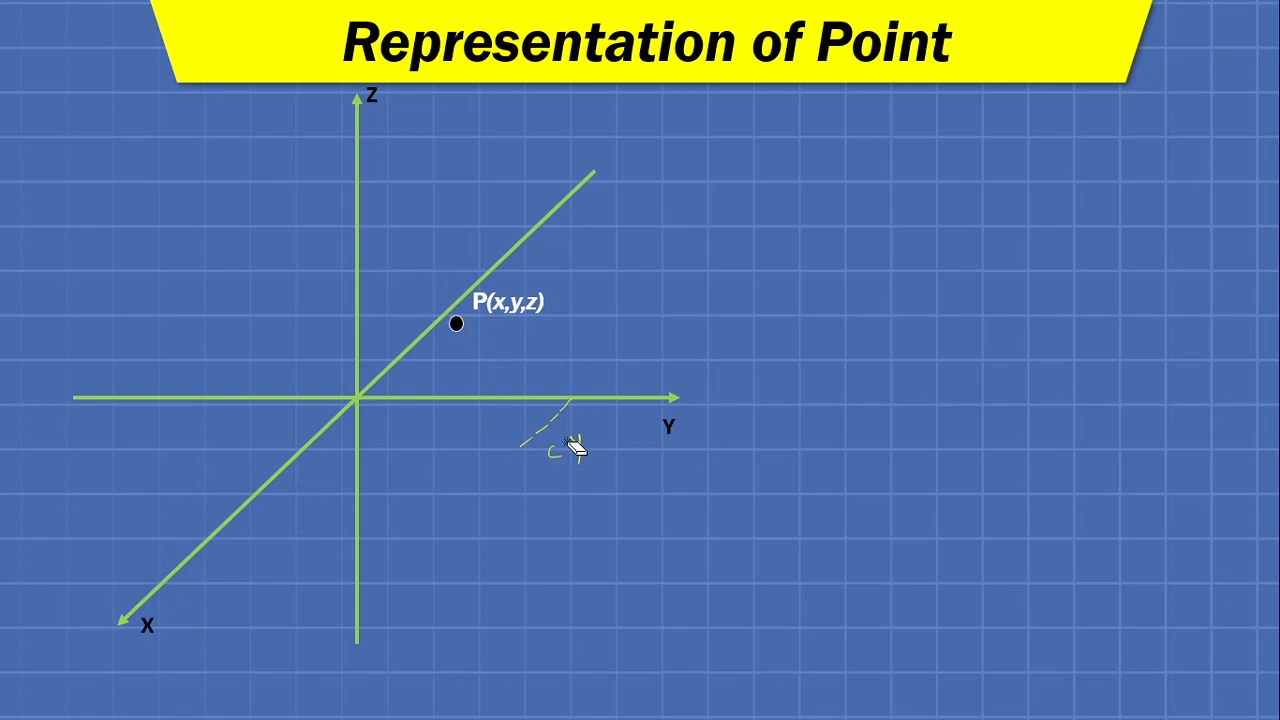 Representation of Point
Z
P(x,y,z)
Y
X